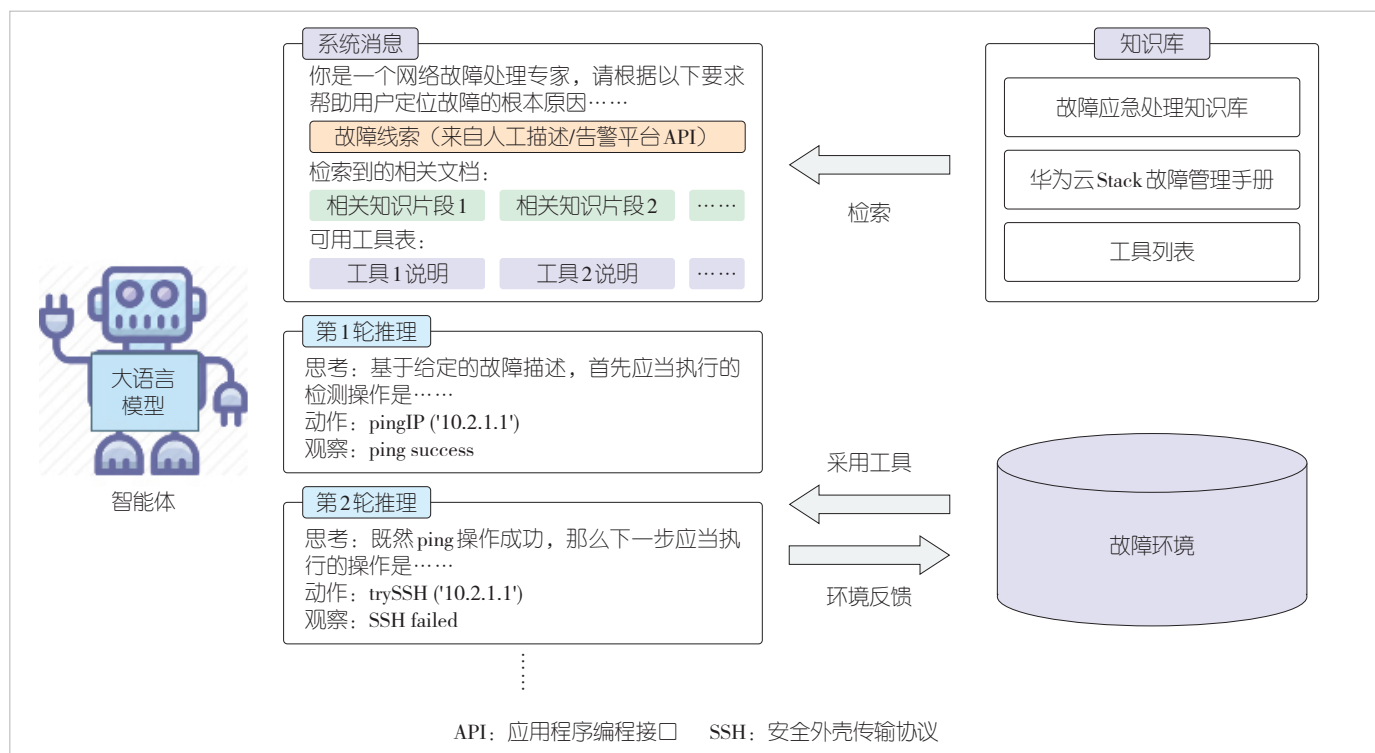 系统消息
你是一个网络故障处理专家，请根据以下要求
帮助用户定位故障的根本原因……
故障线索（来自人工描述/告警平台 API）
检索到的相关文档：
相关知识片段 1
相关知识片段 2
……
可用工具表：
工具 1 说明
工具 2 说明
……
检索
知识库
故障应急处理知识库
华为云 Stack 故障管理手册
工具列表
大语言
模型
智能体
第 1 轮推理
思考：基于给定的故障描述，首先应当执行的
检测操作是……
动作：pingIP ('10.2.1.1')
观察：ping success
第 2 轮推理
思考：既然 ping 操作成功，那么下一步应当执
行的操作是……
动作：trySSH ('10.2.1.1')
观察：SSH failed
……
采用工具
环境反馈
故障环境
API：应用程序编程接口 SSH：安全外壳传输协议